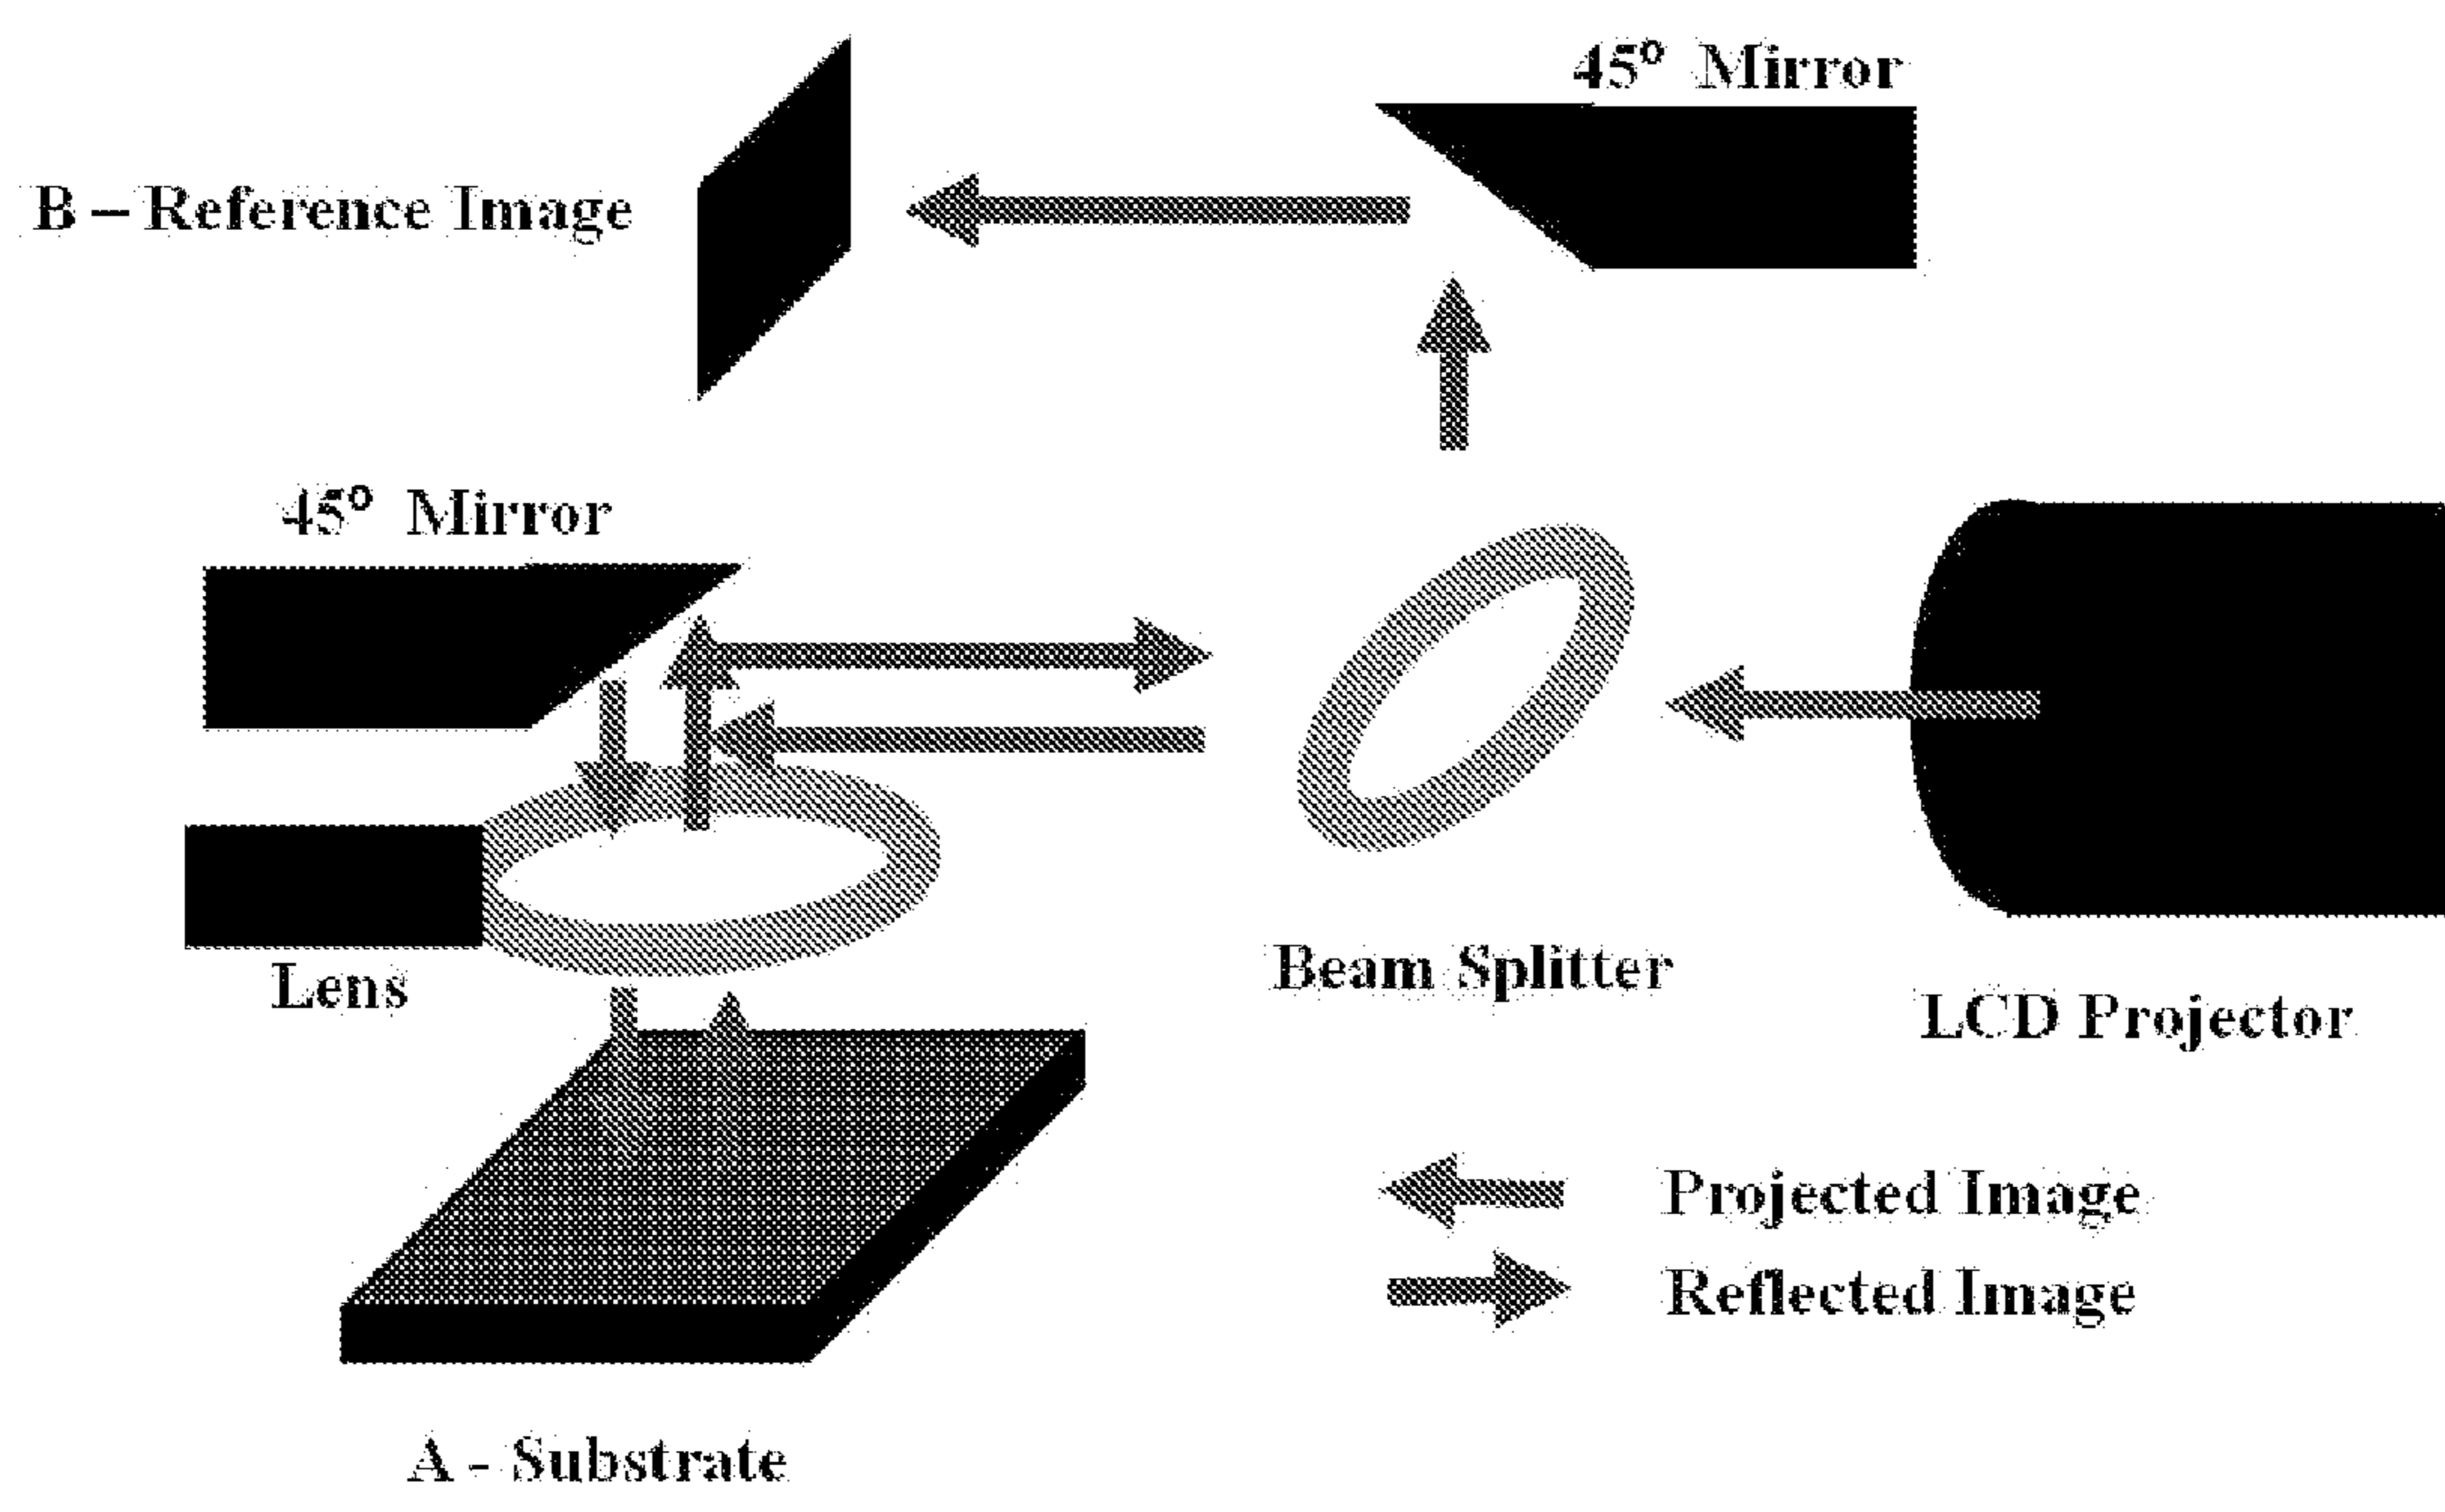 45° Mirror
B – Reference Image
45° Mirror
Lens
Beam Splitter
LCD Projector
Projected Image
Reflected Image
A - Substrate